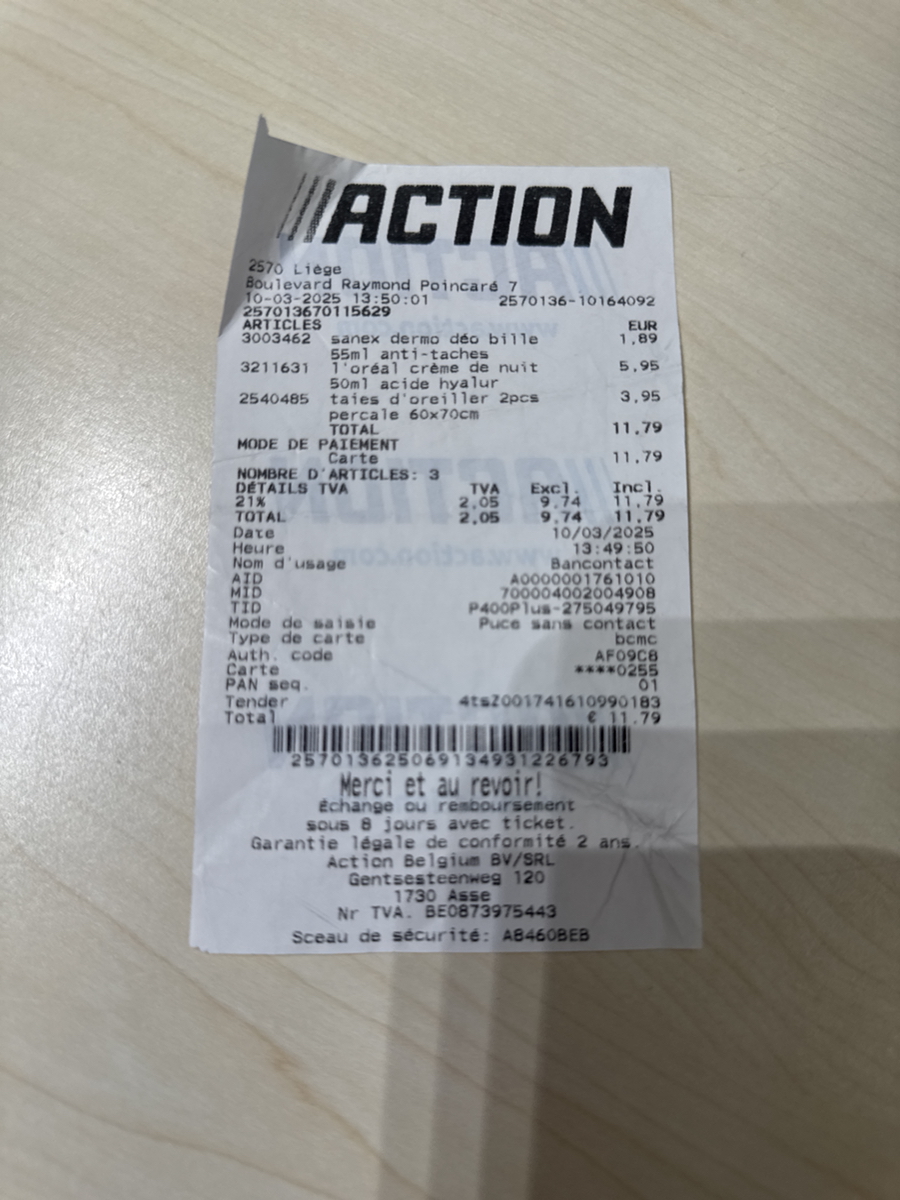 ACTION
2570 Liège
Boulevard Raymond Poincaré 7
10-03-2025 13:50:01 2570136-10164092
257013670115629
ARTICLES EUR
3003462 sanex dermo déo bille 1,89
55ml anti-taches
3211631 l'oréal crème de nuit 5,95
50ml acide hyalur
2540485 taies d'oreiller 2pcs 3,95
percale 60x70cm
TOTAL 11,79
MODE DE PAIEMENT
Carte 11,79
NOMBRE D'ARTICLES: 3
DÉTAILS TVA TVA Excl. Incl.
21% 2,05 9,74 11,79
TOTAL 2,05 9,74 11,79
Date 10/03/2025
Heure 13:49:50
Nom d'usage Bancontact
AID A0000001761010
MID 700004002004908
TID P400Plus-275049795
Mode de saisie Puce sans contact
Type de carte bcmc
Auth. code AF09C8
Carte ****0255
PAN seq. 01
Tender 4tsZ001741610990183
Total € 11.79
257013625069134931226793
Merci et au revoir!
Échange ou remboursement
sous 8 jours avec ticket.
Garantie légale de conformité 2 ans.
Action Belgium BV/SRL
Gentsesteenweg 120
1730 Asse
Nr TVA. BE0873975443
Sceau de sécurité: AB460BEB